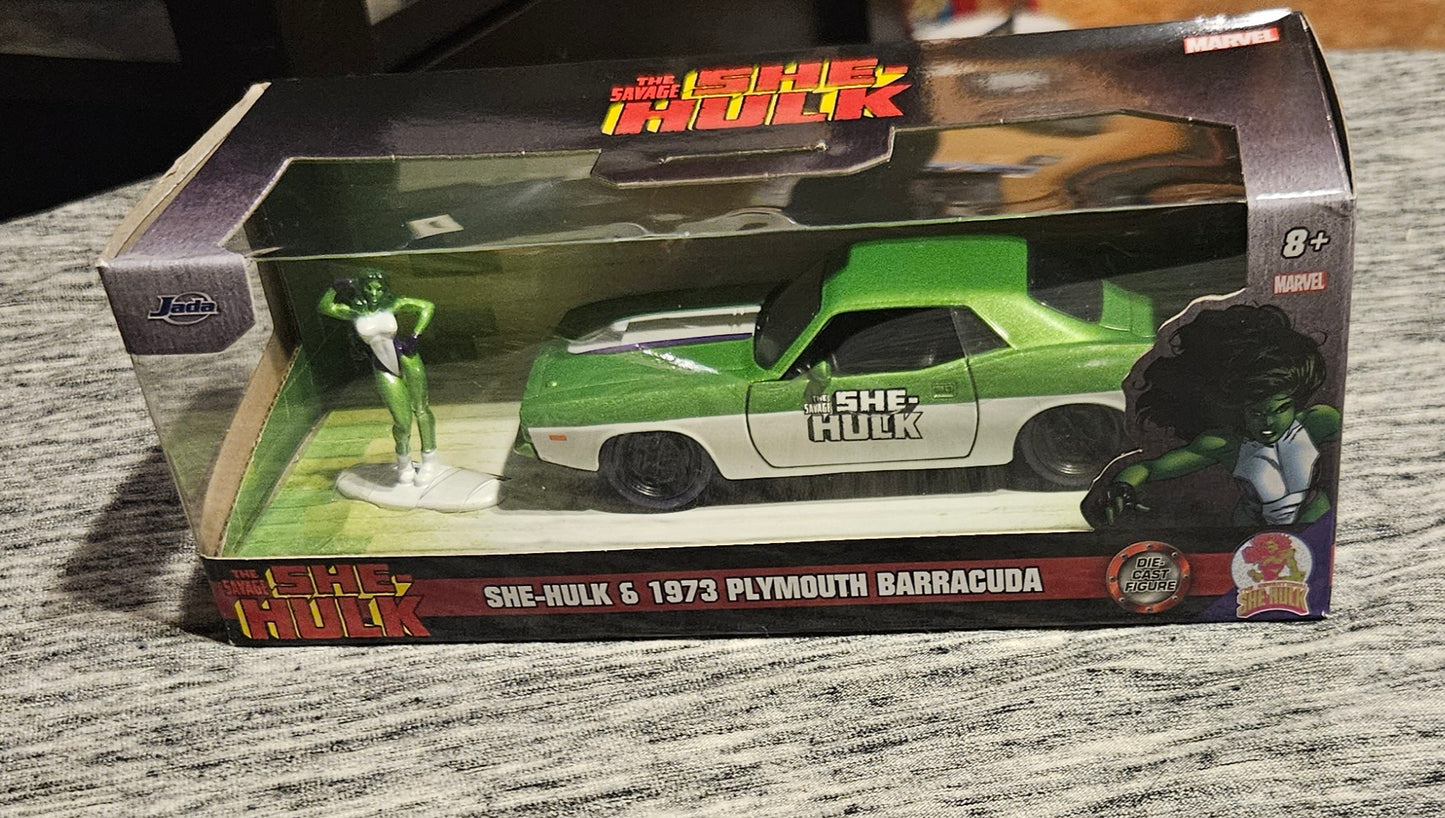 MARVEL
THE
SAVAGE
SHE-
HULK
8+
MARVEL
Jada
THE
SAVAGE
SHE-
HULK
THE
SAVAGE
SHE-
HULK
SHE-HULK & 1973 PLYMOUTH BARRACUDA
DIE-
CAST
FIGURE
SHE-HULK